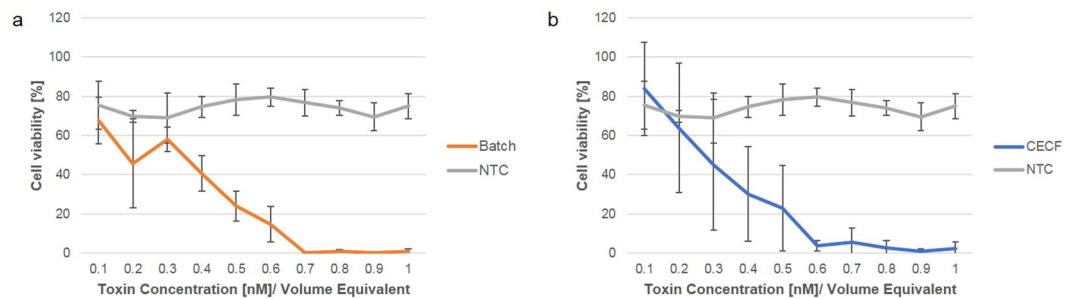 a
120
100
80
60
40
20
0
Cell viability [%]
0.1 0.2 0.3 0.4 0.5 0.6 0.7 0.8 0.9 1
Toxin Concentration [nM]/ Volume Equivalent
Batch
NTC
b
120
100
80
60
40
20
0
Cell viability [%]
0.1 0.2 0.3 0.4 0.5 0.6 0.7 0.8 0.9 1
Toxin Concentration [nM]/ Volume Equivalent
CECF
NTC